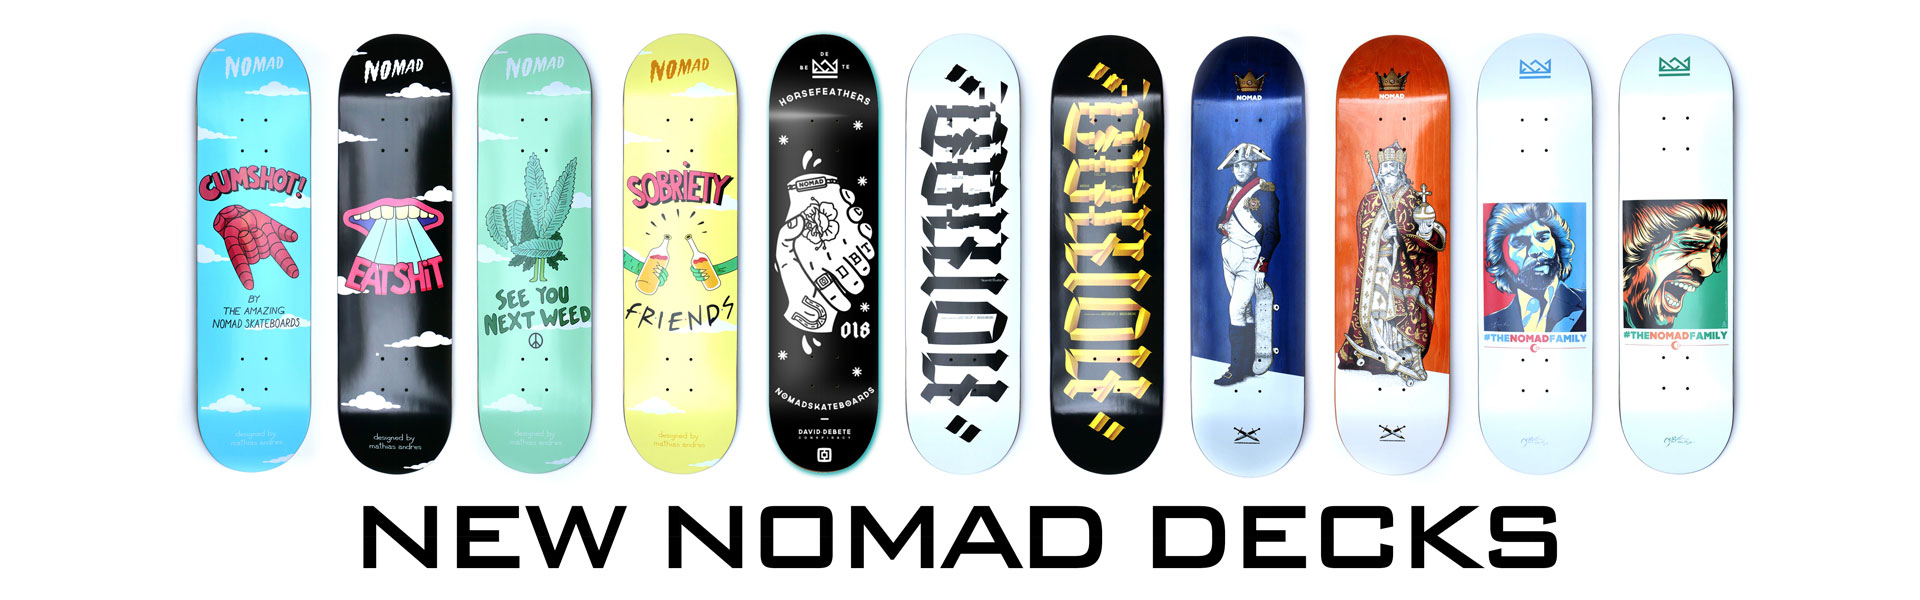 NOMAD
CUMSHOT!
BY
THE AMAZING
NOMAD SKATEBOARDS
designed by
mathias andres
NOMAD
EATSHIT
designed by
mathias andres
NOMAD
SEE YOU
NEXT WEED
designed by
mathias andres
NOMAD
SOBRIETY
FRIENDS
designed by
mathias andres
DE
BE TE
HORSEFEATHERS
NOMAD
018
NOMADSKATEBOARDS
DAVID·DEBETE
CONSPIRACY
NOMAD
NOMAD
#THENOMADFAMILY
#THENOMADFAMILY
NEW NOMAD DECKS